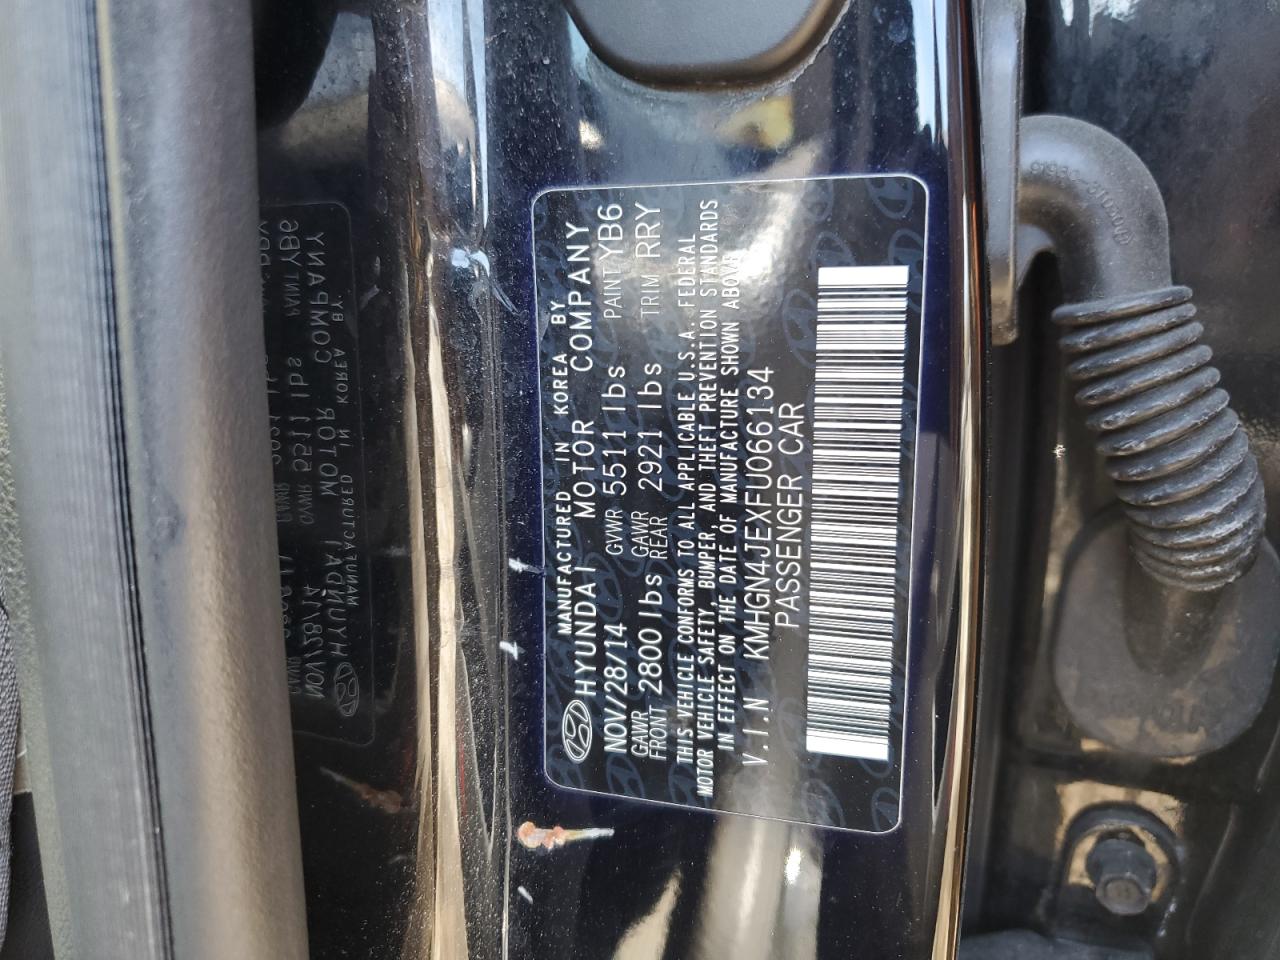 MANUFACTURED IN KOREA BY
HYUNDAI MOTOR COMPANY
NOV/28/14 GVWR 5511 lbs PAINT YB6
GAWR FRONT 2800 lbs GAWR REAR 2921 lbs TRIM RRY
THIS VEHICLE CONFORMS TO ALL APPLICABLE U.S.A. FEDERAL
MOTOR VEHICLE SAFETY, BUMPER, AND THEFT PREVENTION STANDARDS
IN EFFECT ON THE DATE OF MANUFACTURE SHOWN ABOVE
V.I.N KMHGN4JEXFU066134
PASSENGER CAR